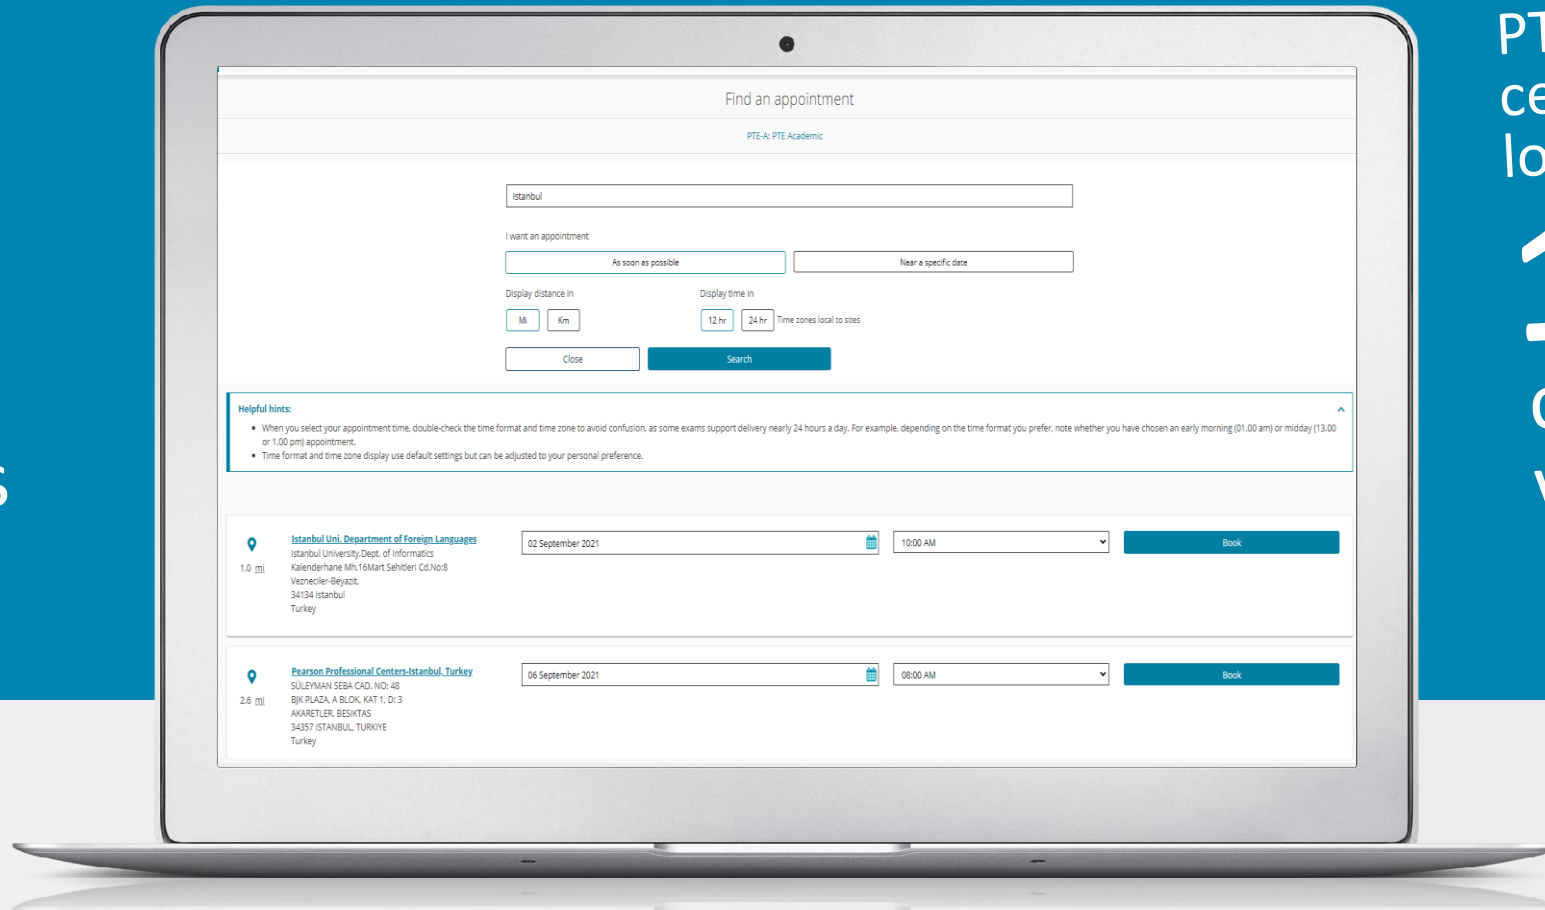 Find an appointment
PTE-A: PTE Academic
Istanbul
I want an appointment
As soon as possible
Near a specific date
Display distance in
Display time in
Mi
Km
12 hr
24 hr
Time zones local to sites
Close
Search
Helpful hints:
When you select your appointment time, double-check the time format and time zone to avoid confusion, as some exams support delivery nearly 24 hours a day. For example, depending on the time format you prefer, note whether you have chosen an early morning (01.00 am) or midday (13.00
or 1.00 pm) appointment.
Time format and time zone display use default settings but can be adjusted to your personal preference.
Istanbul Uni. Department of Foreign Languages
Istanbul University,Dept. of Informatics
Kalenderhane Mh.16Mart Sehitleri Cd.No:8
Vezneciler-Beyazit,
34134 Istanbul
Turkey
1.0 mi
02 September 2021
10:00 AM
Book
Pearson Professional Centers-Istanbul, Turkey
SÜLEYMAN SEBA CAD. NO: 48
BJK PLAZA, A BLOK, KAT 1, D: 3
AKARETLER, BESIKTAS
34357 ISTANBUL, TURKIYE
Turkey
2.6 mi
06 September 2021
08:00 AM
Book